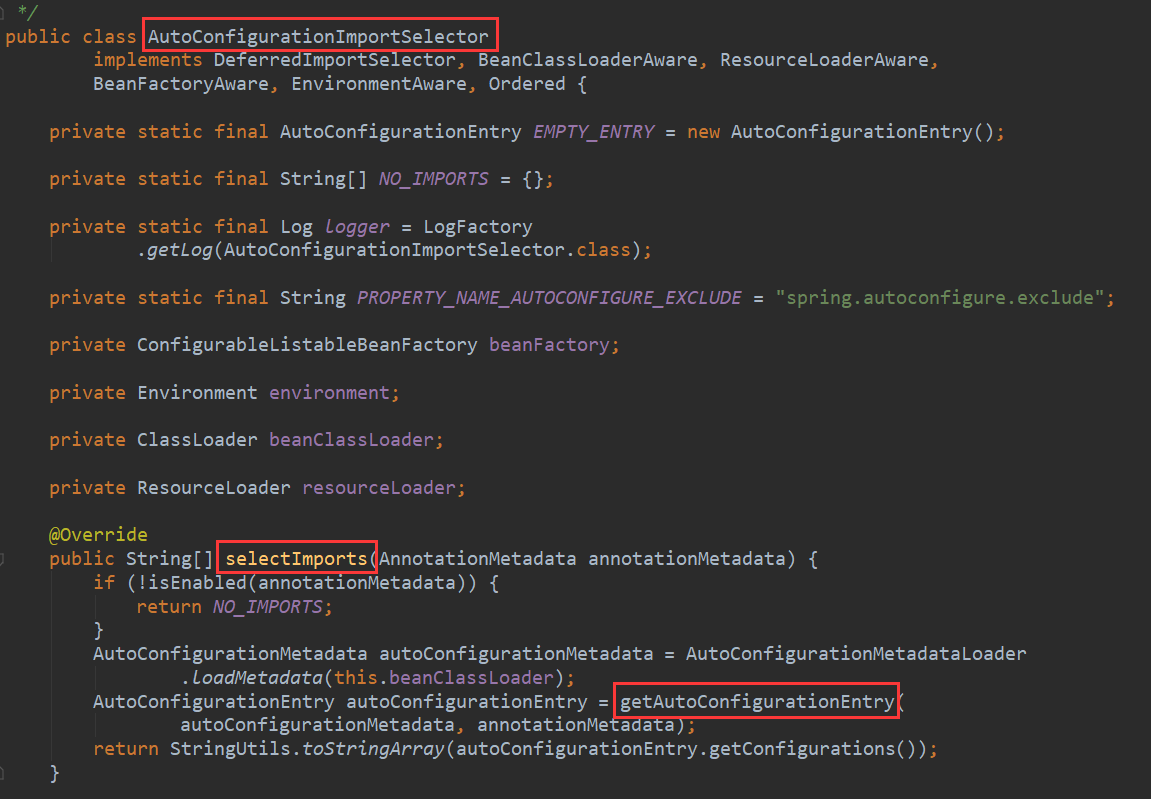 */
public class AutoConfigurationImportSelector
        implements DeferredImportSelector, BeanClassLoaderAware, ResourceLoaderAware,
        BeanFactoryAware, EnvironmentAware, Ordered {
    private static final AutoConfigurationEntry EMPTY_ENTRY = new AutoConfigurationEntry();
    private static final String[] NO_IMPORTS = {};
    private static final Log logger = LogFactory
            .getLog(AutoConfigurationImportSelector.class);
    private static final String PROPERTY_NAME_AUTOCONFIGURE_EXCLUDE = "spring.autoconfigure.exclude";
    private ConfigurableListableBeanFactory beanFactory;
    private Environment environment;
    private ClassLoader beanClassLoader;
    private ResourceLoader resourceLoader;
    @Override
    public String[] selectImports(AnnotationMetadata annotationMetadata) {
        if (!isEnabled(annotationMetadata)) {
            return NO_IMPORTS;
        }
        AutoConfigurationMetadata autoConfigurationMetadata = AutoConfigurationMetadataLoader
                .loadMetadata(this.beanClassLoader);
        AutoConfigurationEntry autoConfigurationEntry = getAutoConfigurationEntry(
                autoConfigurationMetadata, annotationMetadata);
        return StringUtils.toStringArray(autoConfigurationEntry.getConfigurations());
    }